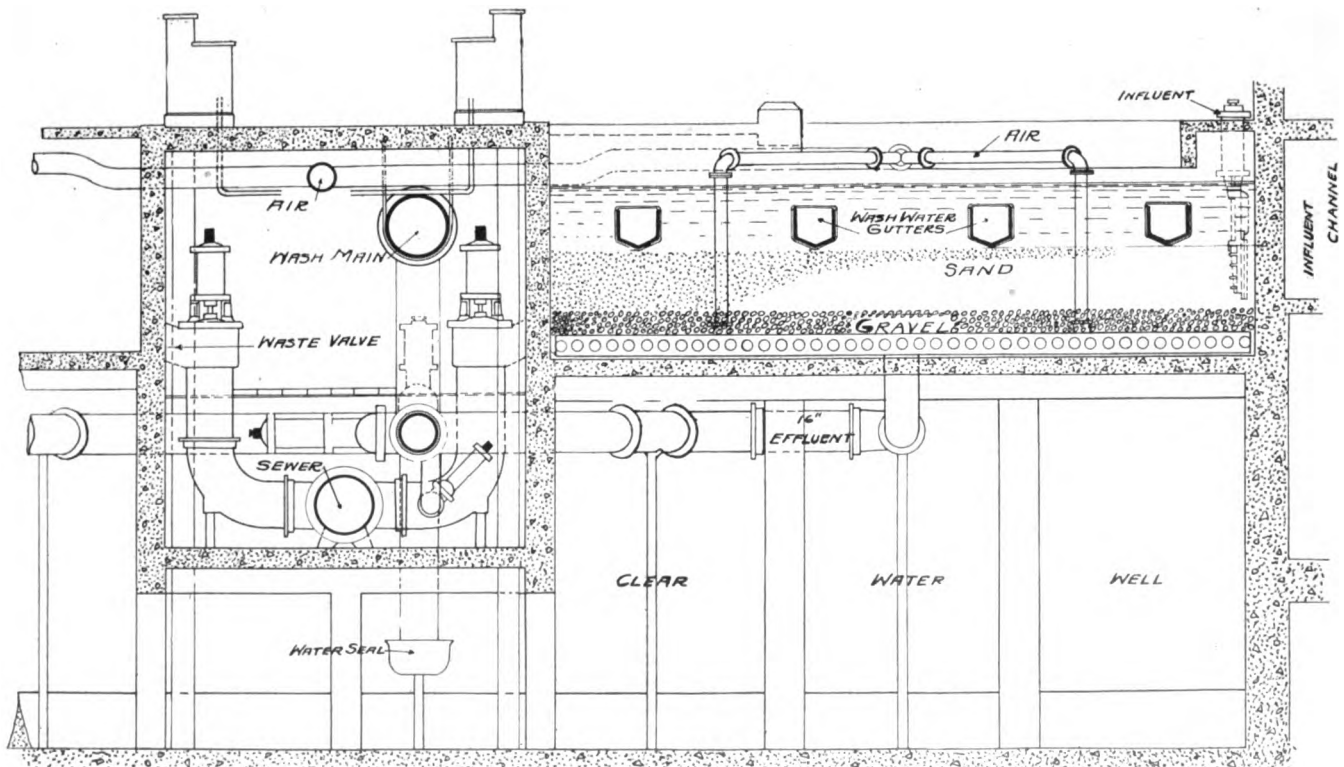 INFLUENT
AIR
AIR
WASH MAIN
WASH WATER
GUTTERS
SAND
INFLUENT
CHANNEL
GRAVEL
WASTE VALVE
16"
EFFLUENT
SEWER
CLEAR WATER WELL
WATER SEAL